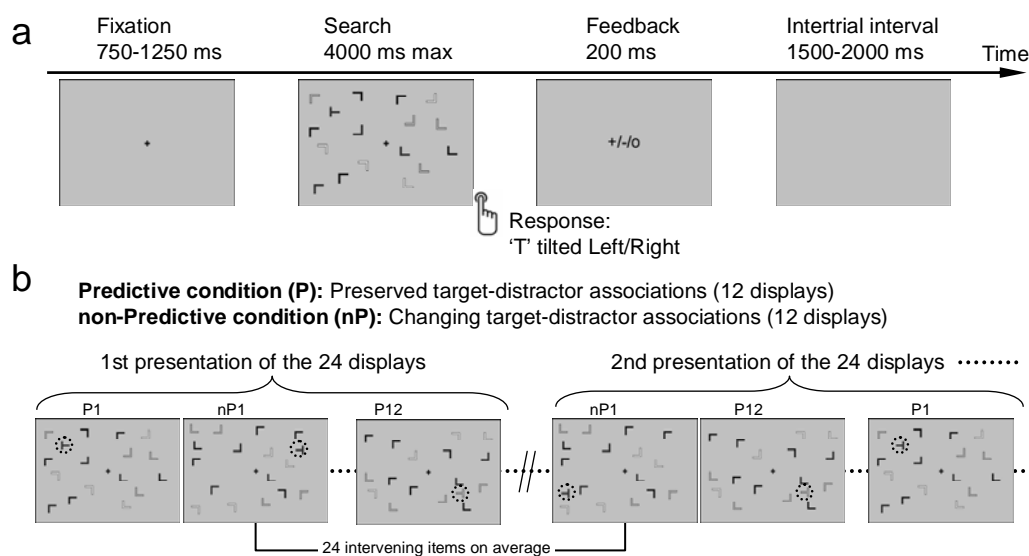 a
Fixation
750-1250 ms
Search
4000 ms max
Feedback
200 ms
Intertrial interval
1500-2000 ms
Time
+/-/o
Response:
‘T’ tilted Left/Right
b
Predictive condition (P): Preserved target-distractor associations (12 displays)
non-Predictive condition (nP): Changing target-distractor associations (12 displays)
1st presentation of the 24 displays
2nd presentation of the 24 displays
P1
nP1
P12
nP1
P12
P1
24 intervening items on average